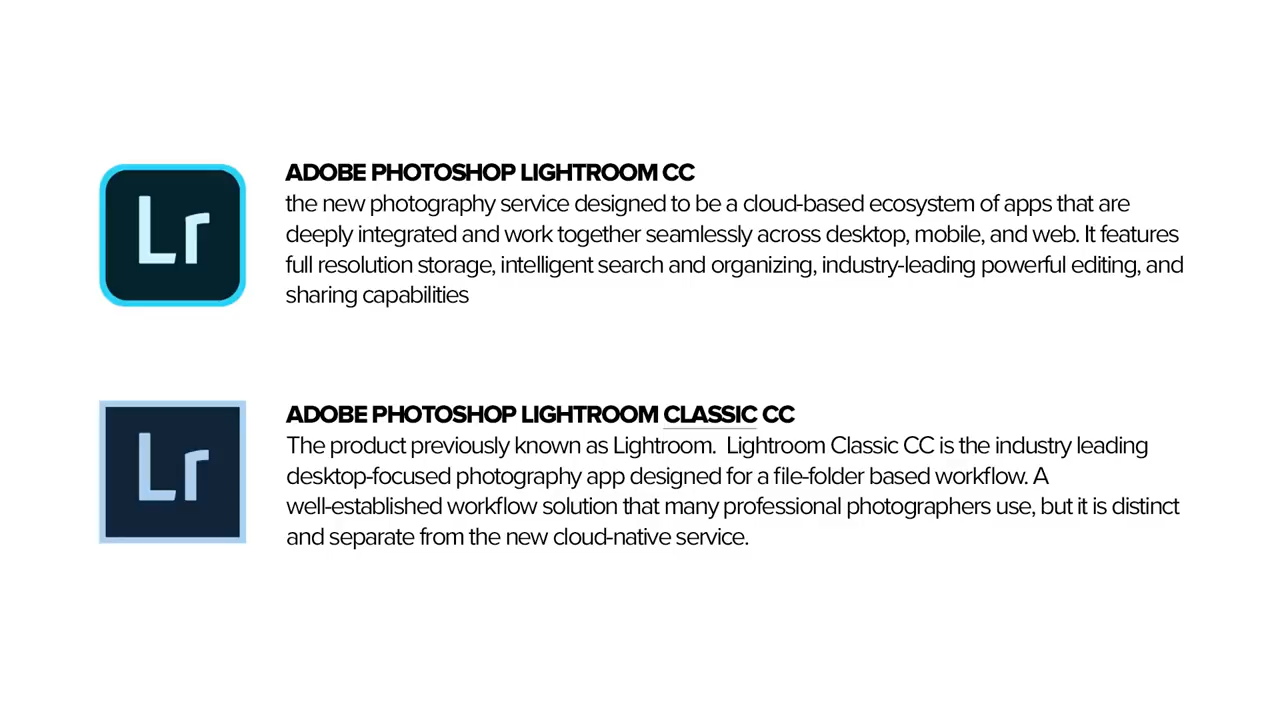 Lr
ADOBE PHOTOSHOP LIGHTROOM CC
the new photography service designed to be a cloud-based ecosystem of apps that are
deeply integrated and work together seamlessly across desktop, mobile, and web. It features
full resolution storage, intelligent search and organizing, industry-leading powerful editing, and
sharing capabilities
Lr
ADOBE PHOTOSHOP LIGHTROOM CLASSIC CC
The product previously known as Lightroom.  Lightroom Classic CC is the industry leading
desktop-focused photography app designed for a file-folder based workflow. A
well-established workflow solution that many professional photographers use, but it is distinct
and separate from the new cloud-native service.